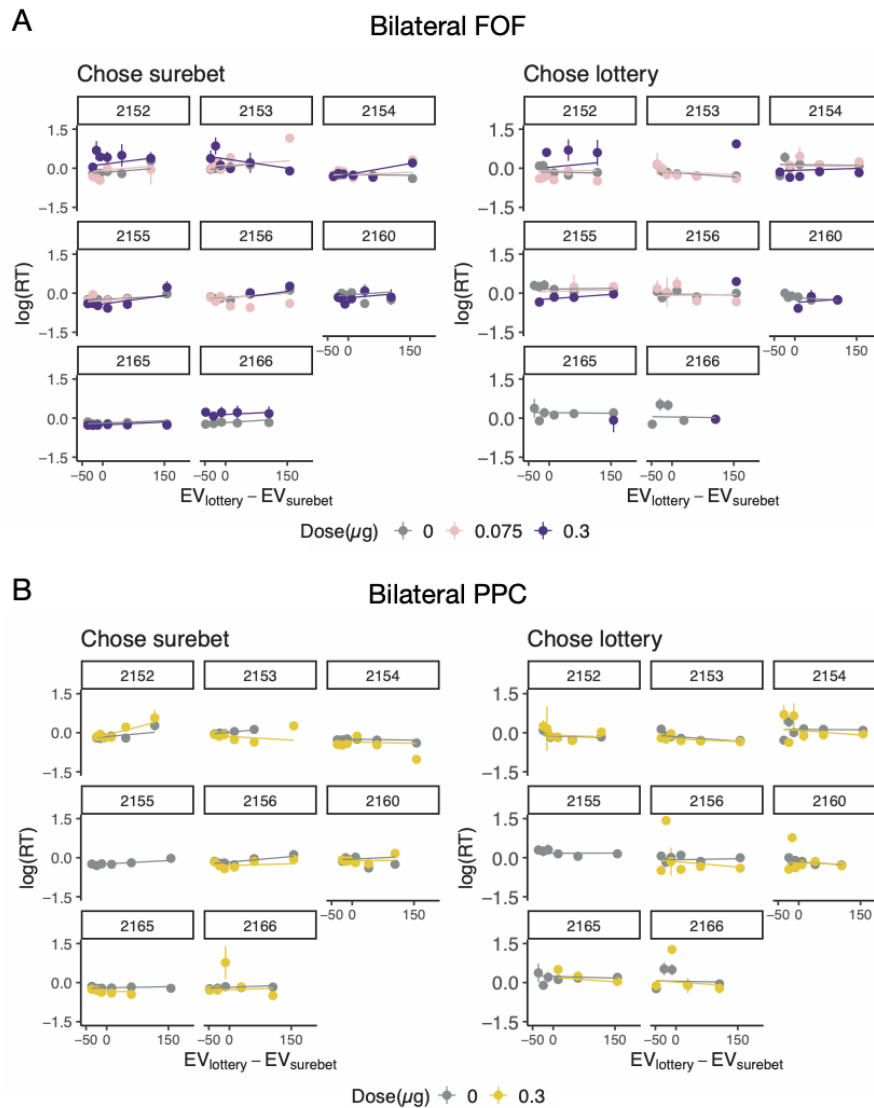 A
Bilateral FOF
Chose surebet
Chose lottery
2152 2153 2154
2152 2153 2154
1.5
0.0
−1.5
1.5
0.0
−1.5
2155 2156 2160
2155 2156 2160
log(RT)
1.5
0.0
−1.5
log(RT)
1.5
0.0
−1.5
−50 0 150
−50 0 150
2165 2166
2165 2166
1.5
0.0
−1.5
1.5
0.0
−1.5
−50 0 150 −50 0 150
−50 0 150 −50 0 150
EVlottery − EVsurebet
EVlottery − EVsurebet
Dose(μg) 0 0.075 0.3
B
Bilateral PPC
Chose surebet
Chose lottery
2152 2153 2154
2152 2153 2154
1.5
0.0
−1.5
1.5
0.0
−1.5
2155 2156 2160
2155 2156 2160
log(RT)
1.5
0.0
−1.5
log(RT)
1.5
0.0
−1.5
−50 0 150
−50 0 150
2165 2166
2165 2166
1.5
0.0
−1.5
1.5
0.0
−1.5
−50 0 150 −50 0 150
−50 0 150 −50 0 150
EVlottery − EVsurebet
EVlottery − EVsurebet
Dose(μg) 0 0.3